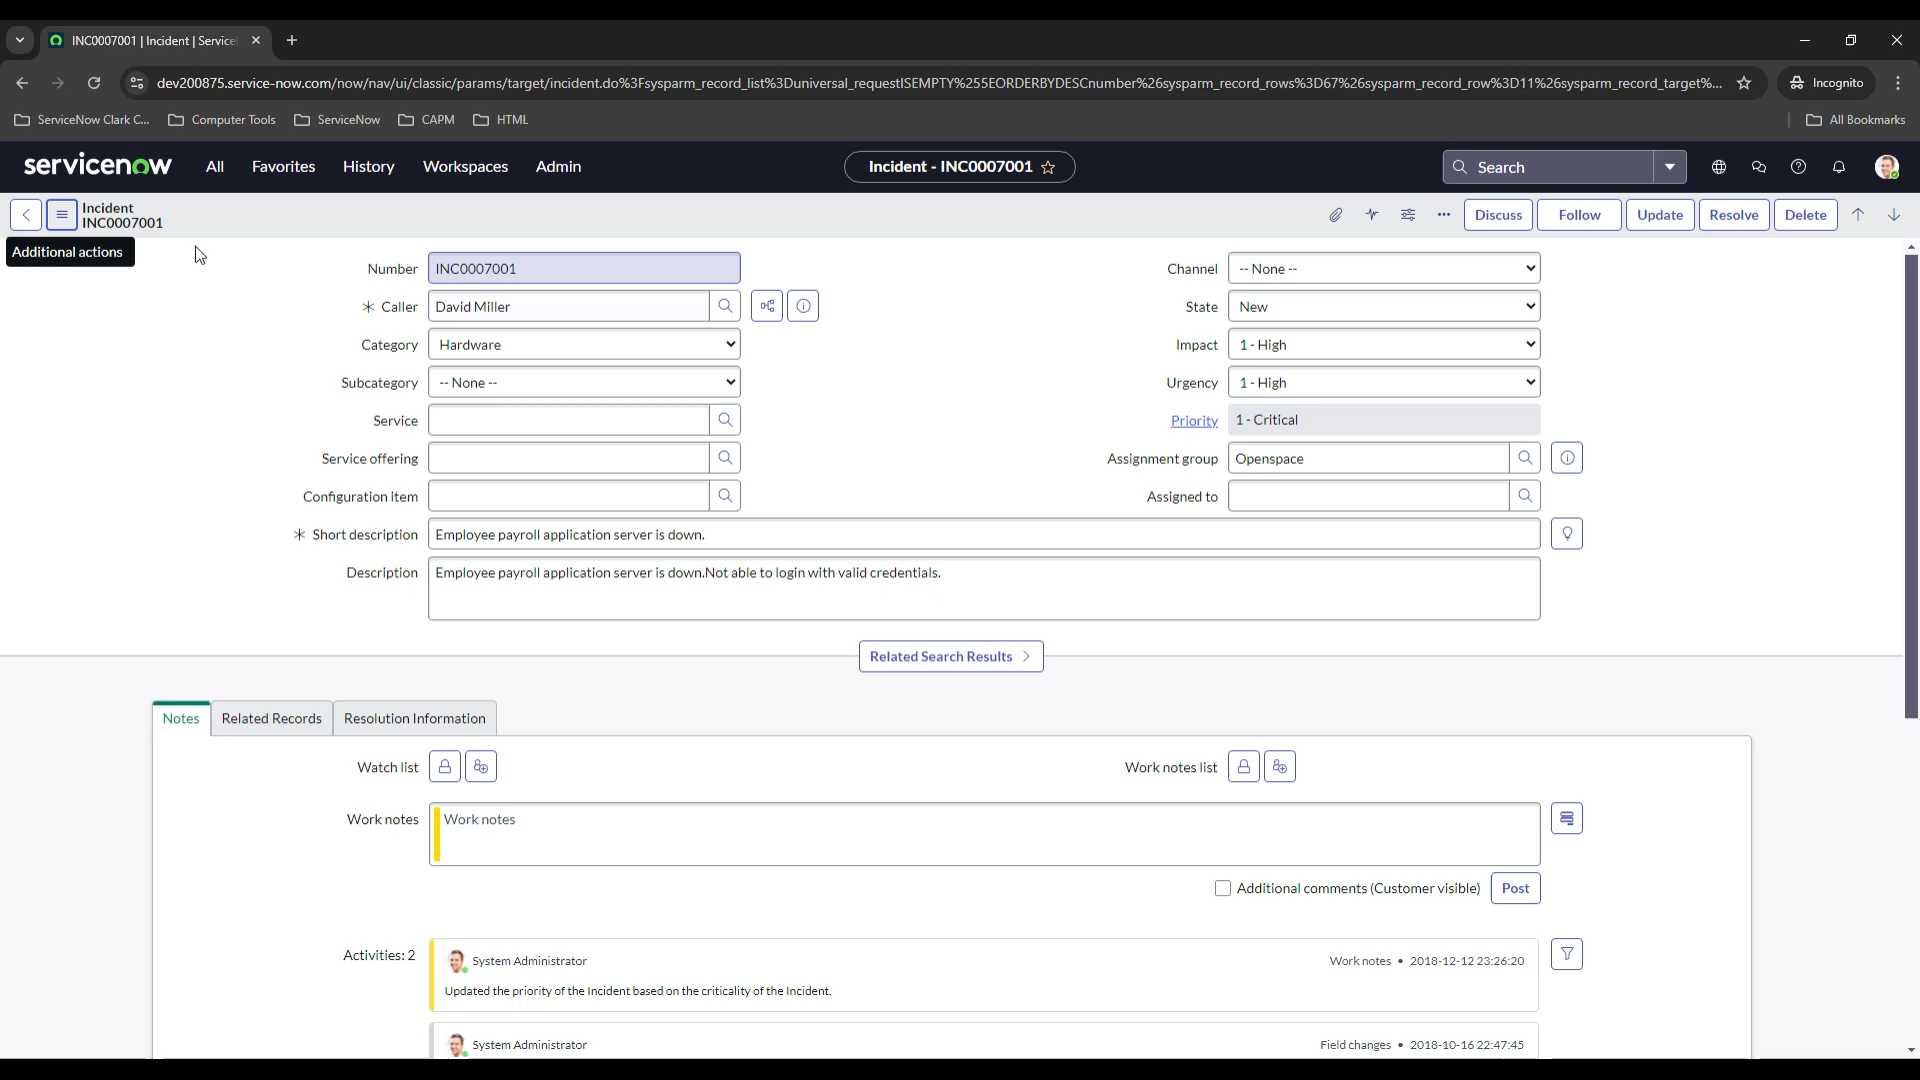 INC0007001 | Incident | Service
dev200875.service-now.com/now/nav/ui/classic/params/target/incident.do%3Fsysparm_record_list%3Duniversal_requestISEMPTY%255EORDERBYDESCnumber%26sysparm_record_rows%3D67%26sysparm_record_row%3D11%26sysparm_record_target%...
Incognito
ServiceNow Clark C...
Computer Tools
ServiceNow
CAPM
HTML
All Bookmarks
servicenow
All
Favorites
History
Workspaces
Admin
Incident - INC0007001
Search
Incident
INC0007001
Discuss
Follow
Update
Resolve
Delete
Additional actions
Number
INC0007001
Channel
-- None --
Caller
David Miller
State
New
Category
Hardware
Impact
1 - High
Subcategory
-- None --
Urgency
1 - High
Service
Priority
1 - Critical
Service offering
Assignment group
Openspace
Configuration item
Assigned to
Short description
Employee payroll application server is down.
Description
Employee payroll application server is down.Not able to login with valid credentials.
Related Search Results
Notes
Related Records
Resolution Information
Watch list
Work notes list
Work notes
Work notes
Additional comments (Customer visible)
Post
Activities: 2
System Administrator
Work notes • 2018-12-12 23:26:20
Updated the priority of the Incident based on the criticality of the Incident.
System Administrator
Field changes • 2018-10-16 22:47:45